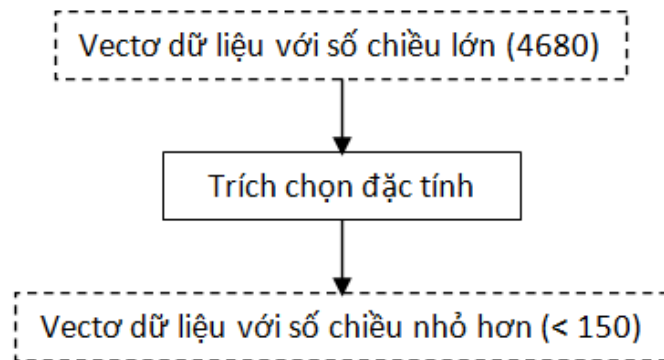 Vectơ dữ liệu với số chiều lớn (4680)
Trích chọn đặc tính
Vectơ dữ liệu với số chiều nhỏ hơn (< 150)